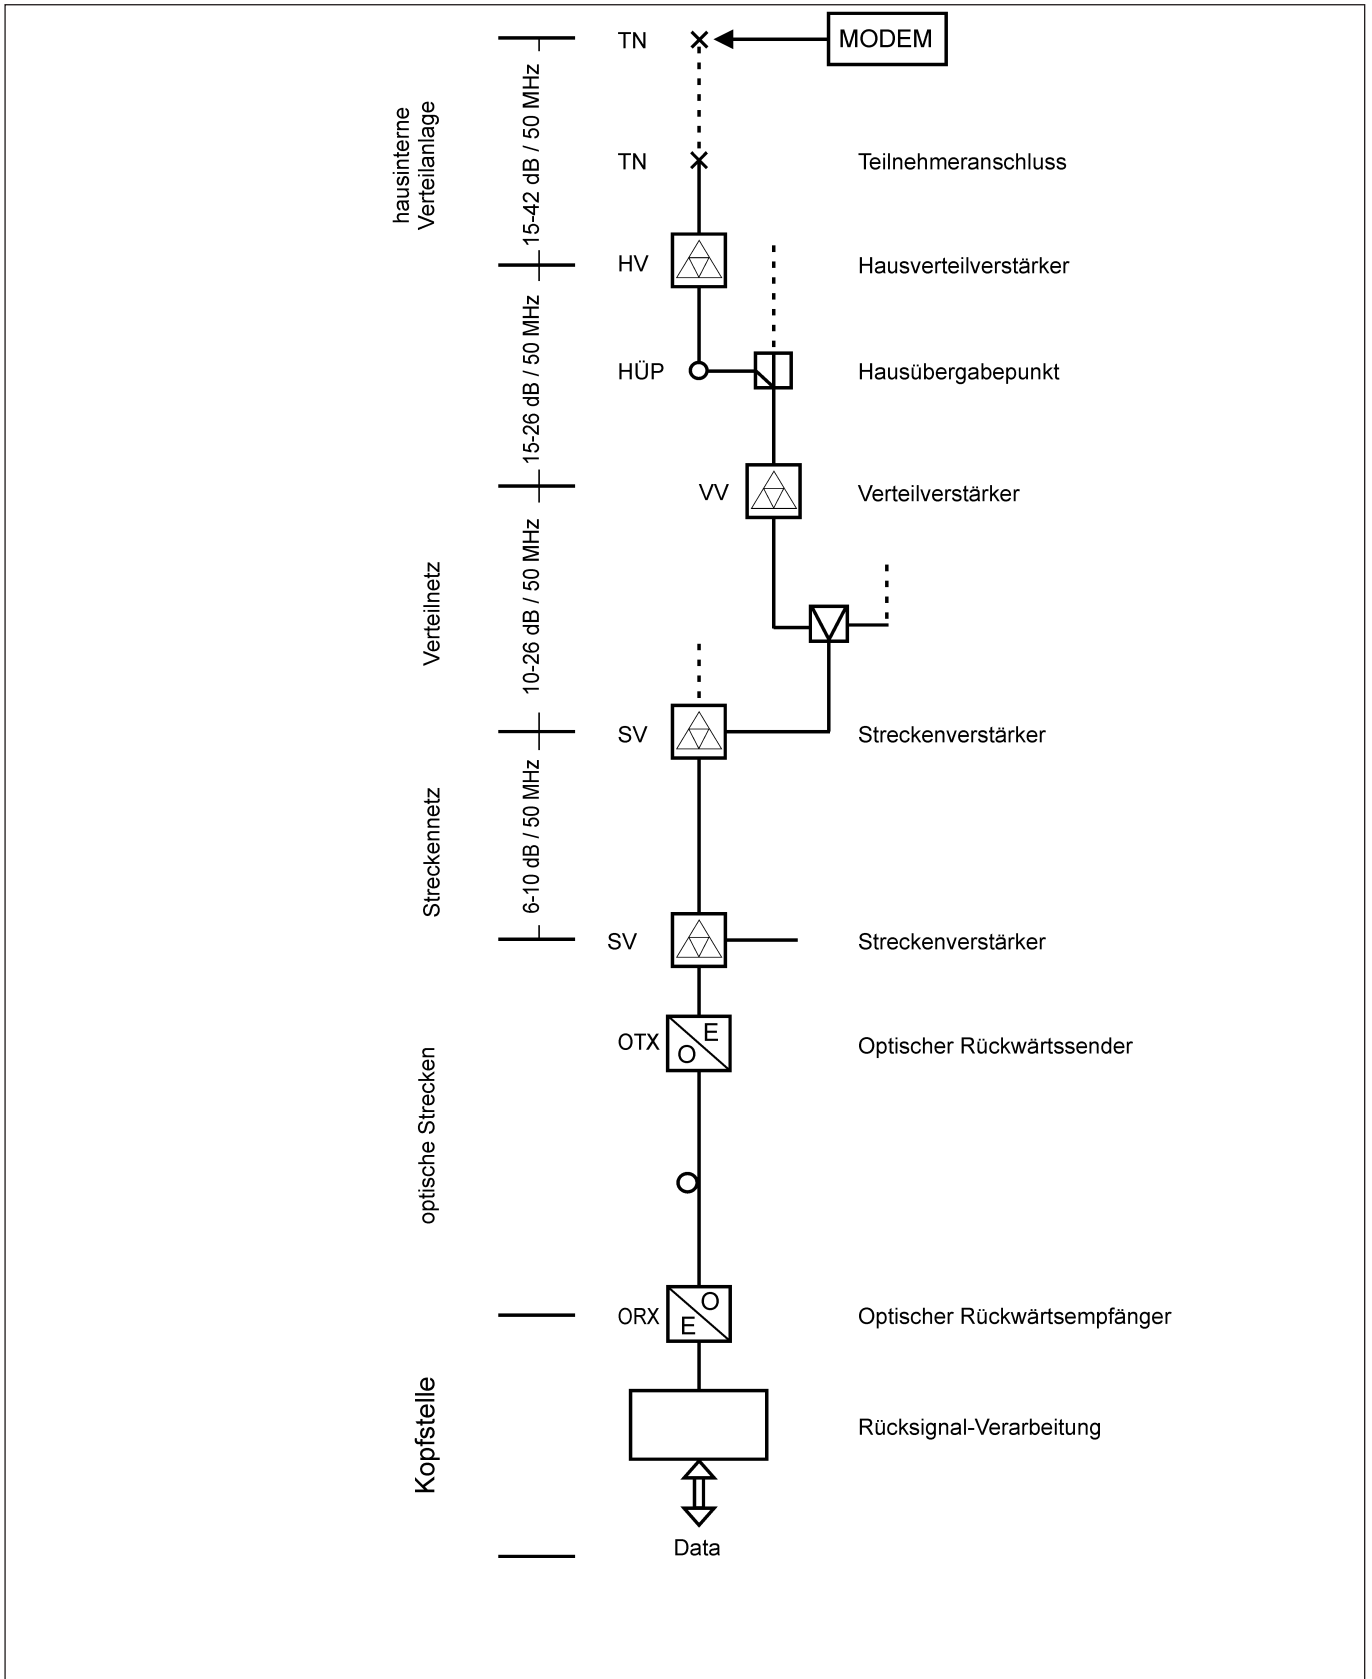 TN
MODEM
hausinterne
Verteilanlage
15-42 dB / 50 MHz
TN
Teilnehmeranschluss
HV
Hausverteilverstärker
15-26 dB / 50 MHz
HÜP
Hausübergabepunkt
VV
Verteilverstärker
Verteilnetz
10-26 dB / 50 MHz
SV
Streckenverstärker
Streckennetz
6-10 dB / 50 MHz
SV
Streckenverstärker
OTX
E
O
Optischer Rückwärtssender
optische Strecken
ORX
O
E
Optischer Rückwärtsempfänger
Kopfstelle
Rücksignal-Verarbeitung
Data